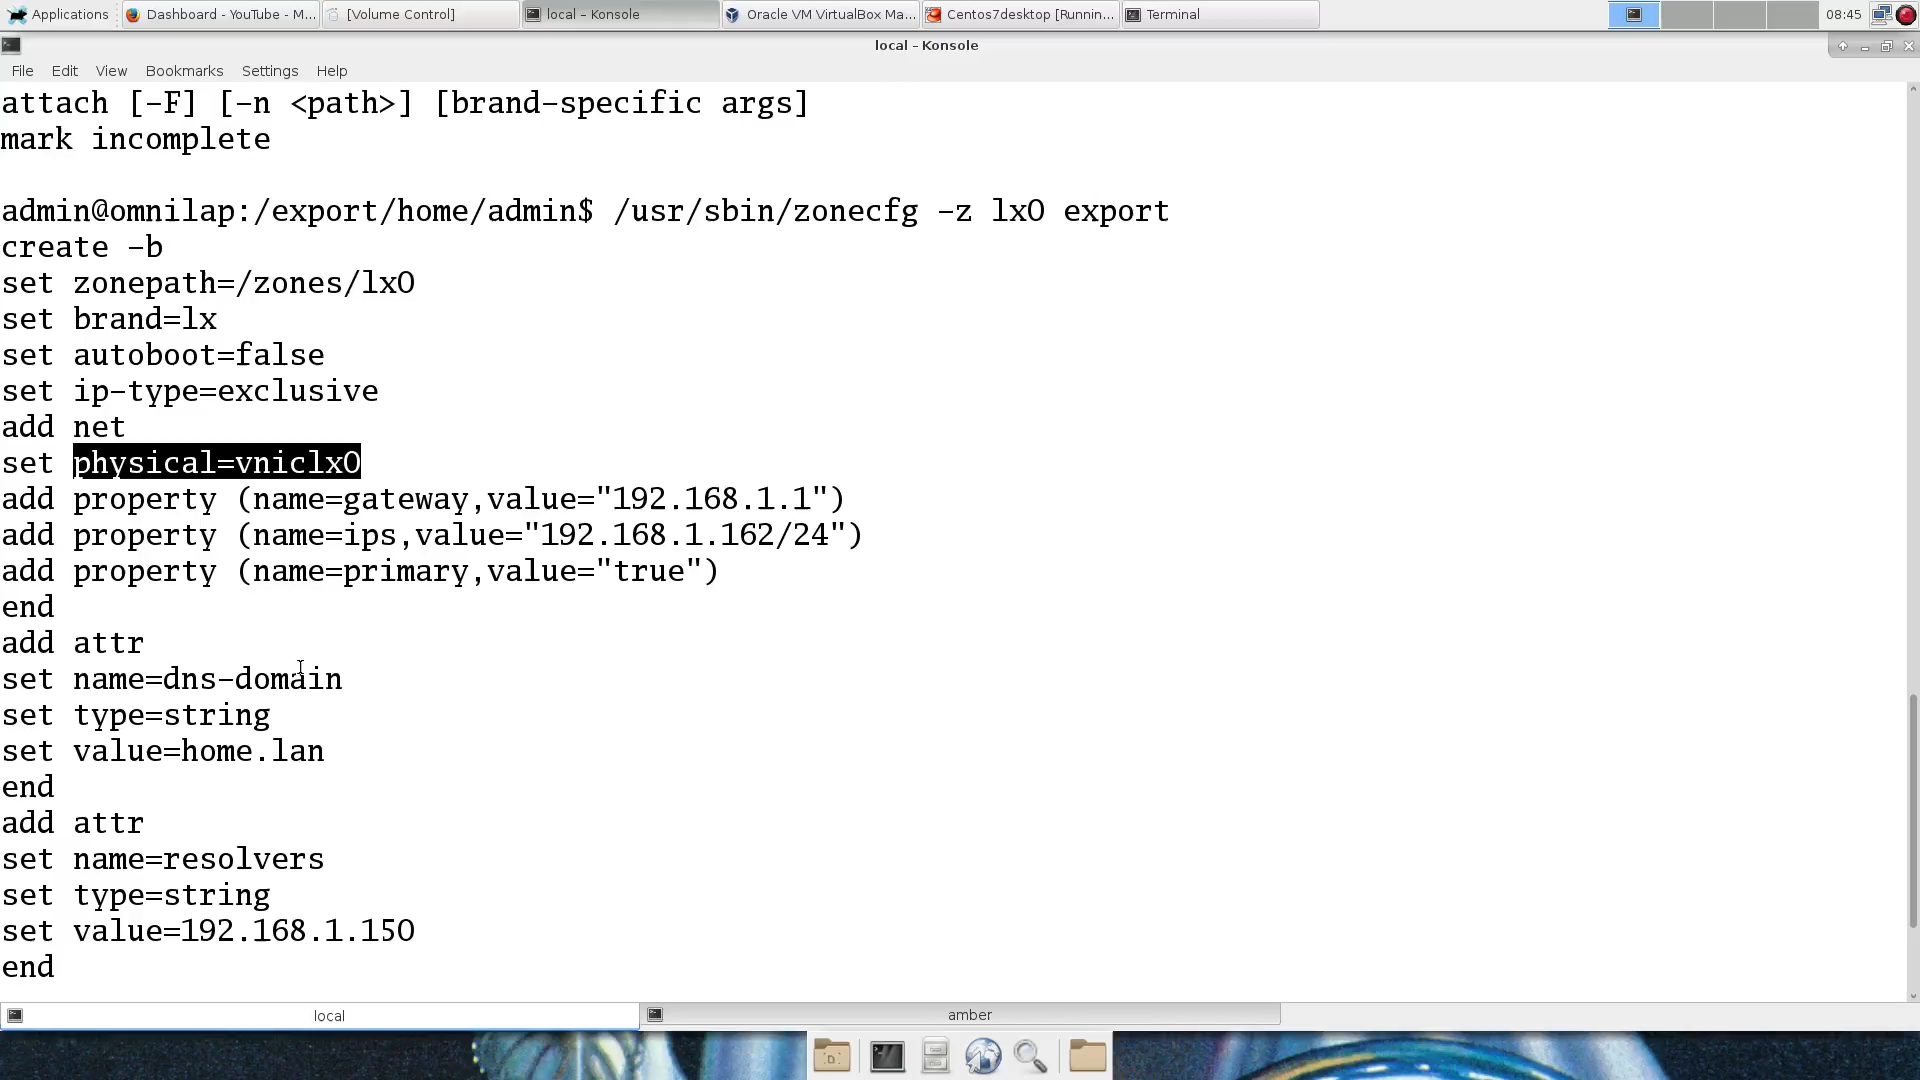 Applications
Dashboard - YouTube - M...
[Volume Control]
local - Konsole
Oracle VM VirtualBox Ma...
Centos7desktop [Runnin...
Terminal
08:45
local - Konsole
File Edit View Bookmarks Settings Help
attach [-F] [-n <path>] [brand-specific args]
mark incomplete
admin@omnilap:/export/home/admin$ /usr/sbin/zonecfg -z lx0 export
create -b
set zonepath=/zones/lx0
set brand=lx
set autoboot=false
set ip-type=exclusive
add net
set physical=vniclx0
add property (name=gateway,value="192.168.1.1")
add property (name=ips,value="192.168.1.162/24")
add property (name=primary,value="true")
end
add attr
set name=dns-domain
set type=string
set value=home.lan
end
add attr
set name=resolvers
set type=string
set value=192.168.1.150
end
local
amber